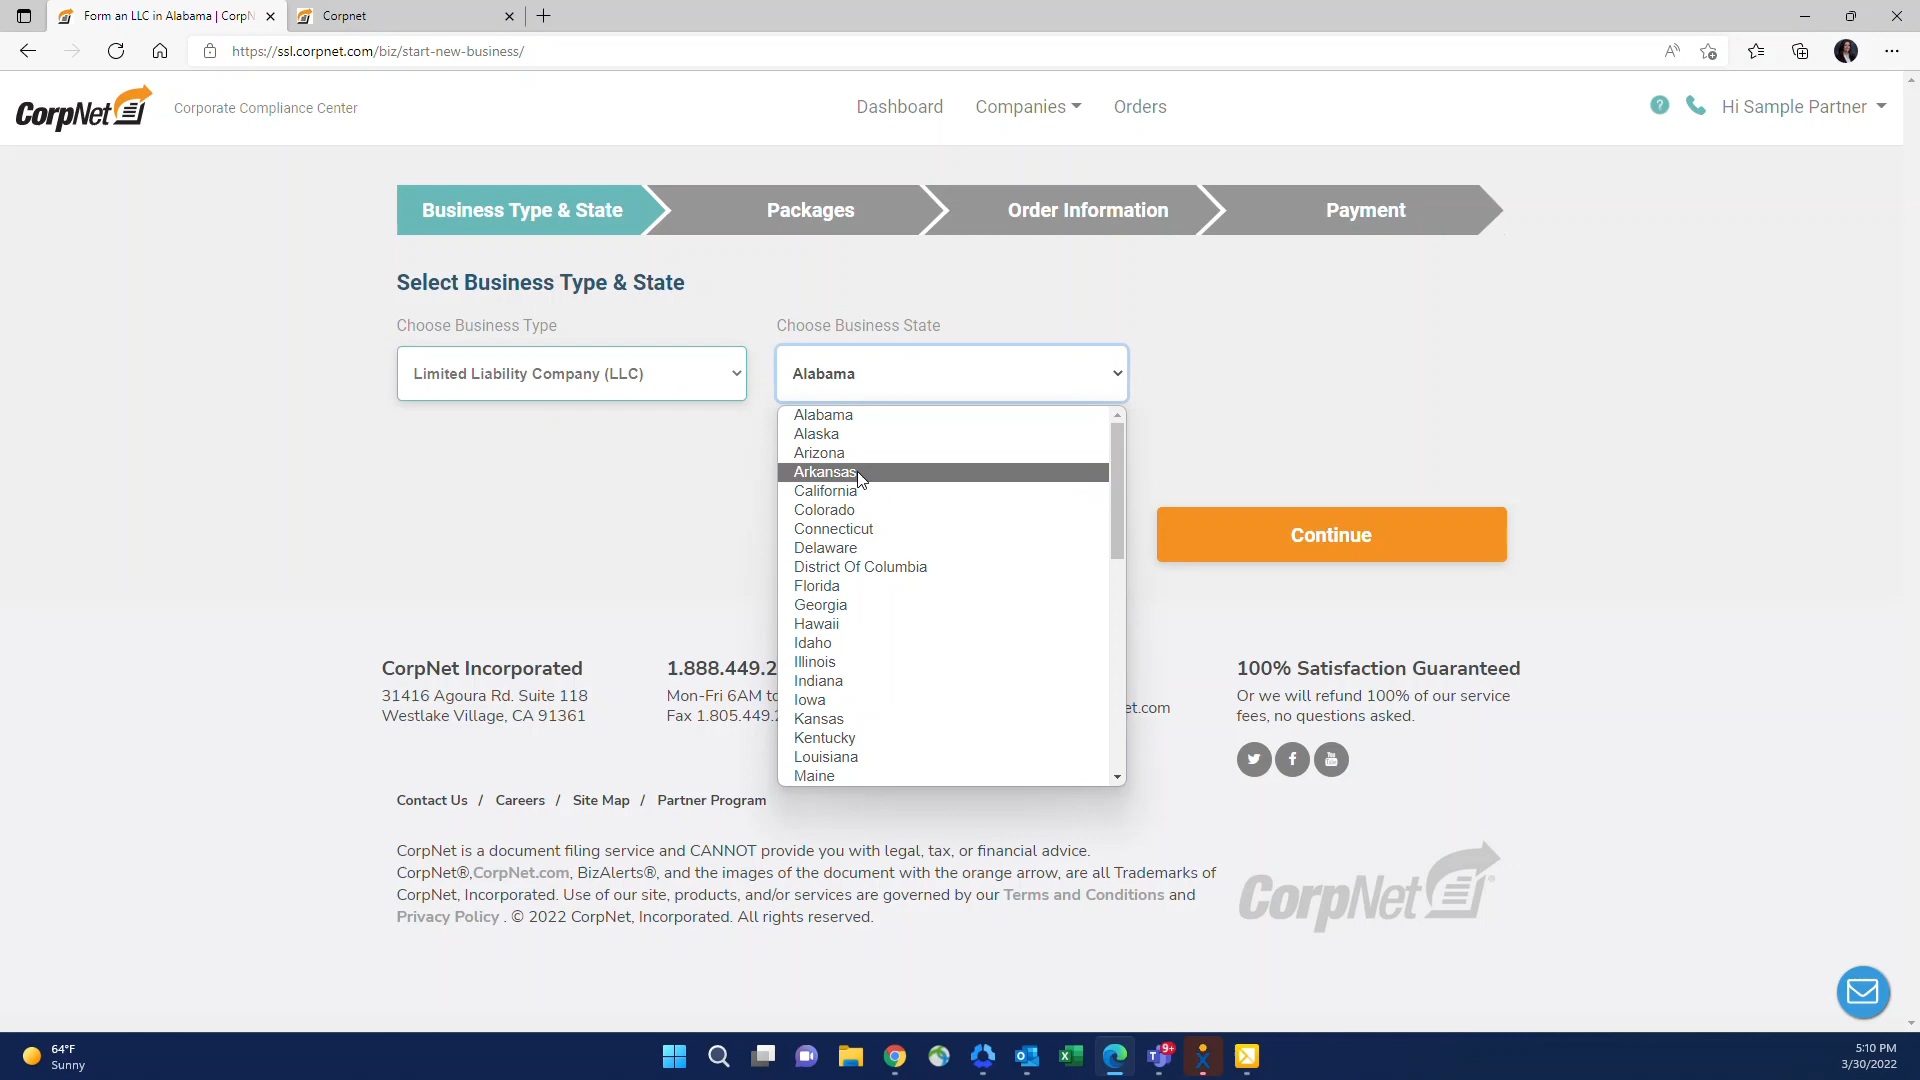 Form an LLC in Alabama | CorpN
Corpnet
https://ssl.corpnet.com/biz/start-new-business/
CorpNet
Corporate Compliance Center
Dashboard
Companies
Orders
?
Hi Sample Partner
Business Type & State
Packages
Order Information
Payment
Select Business Type & State
Choose Business Type
Choose Business State
Limited Liability Company (LLC)
Alabama
Alabama
Alaska
Arizona
Arkansas
California
Colorado
Connecticut
Delaware
District Of Columbia
Florida
Georgia
Hawaii
Idaho
Illinois
Indiana
Iowa
Kansas
Kentucky
Louisiana
Maine
Continue
CorpNet Incorporated
31416 Agoura Rd. Suite 118
Westlake Village, CA 91361
1.888.449.2
Mon-Fri 6AM to
Fax 1.805.449.
et.com
100% Satisfaction Guaranteed
Or we will refund 100% of our service
fees, no questions asked.
Contact Us / Careers / Site Map / Partner Program
CorpNet is a document filing service and CANNOT provide you with legal, tax, or financial advice.
CorpNet®,CorpNet.com, BizAlerts®, and the images of the document with the orange arrow, are all Trademarks of
CorpNet, Incorporated. Use of our site, products, and/or services are governed by our Terms and Conditions and
Privacy Policy . © 2022 CorpNet, Incorporated. All rights reserved.
CorpNet®
64°F
Sunny
9+
5:10 PM
3/30/2022